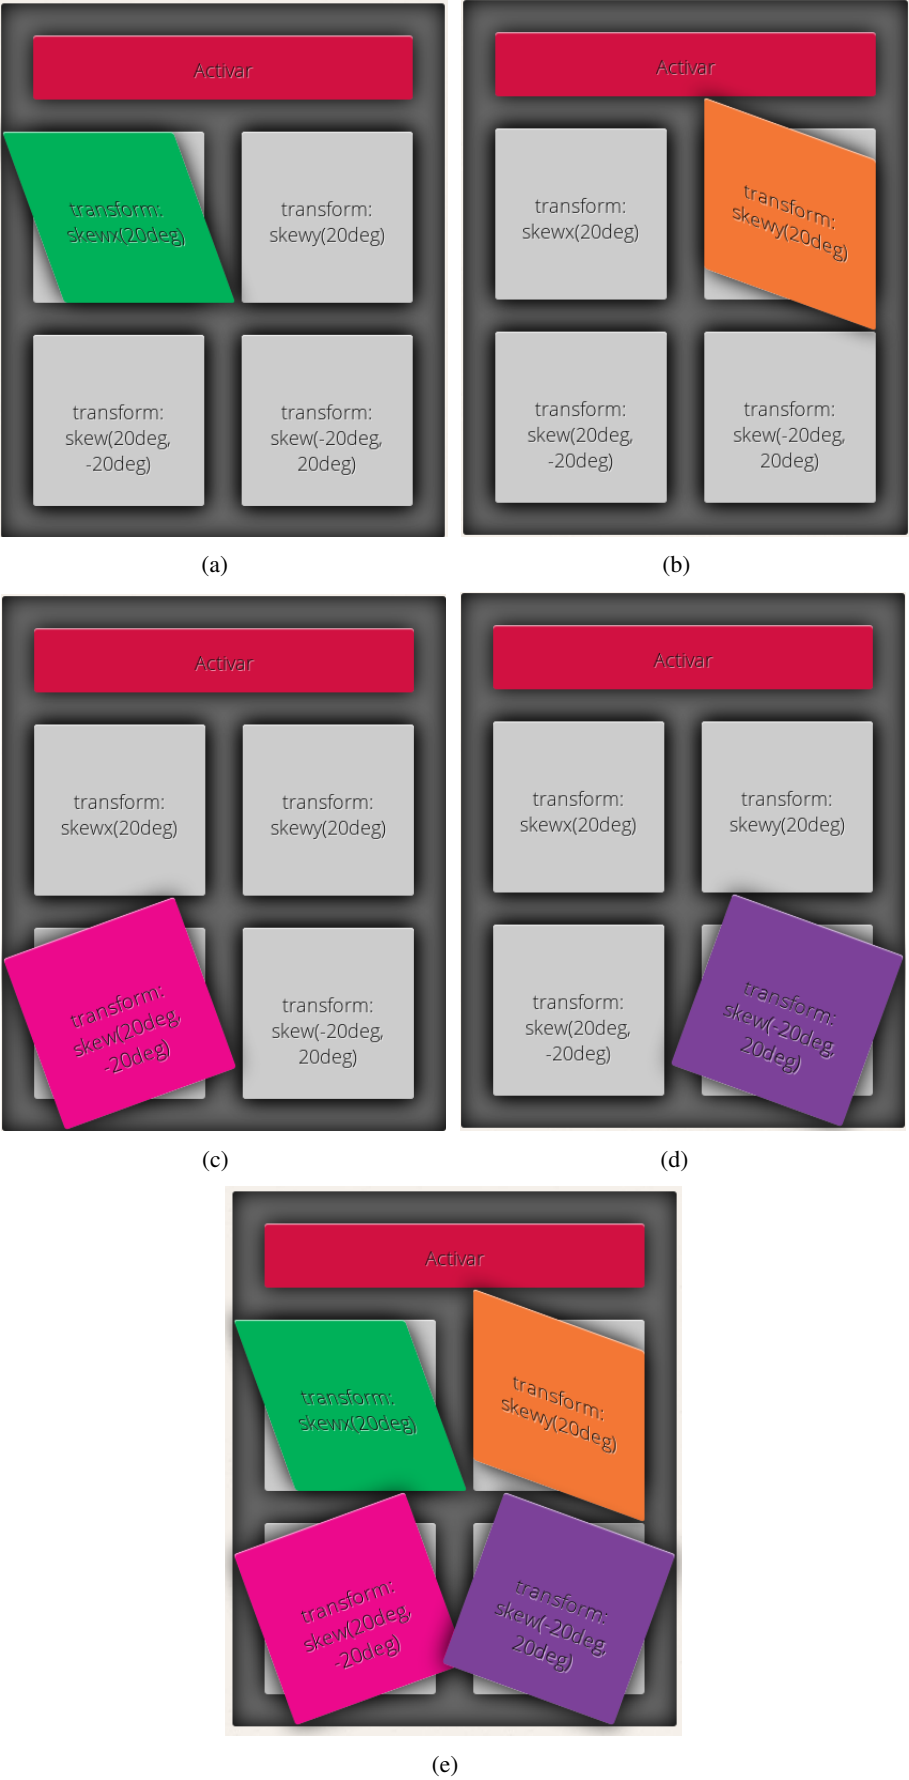 Activar
transform:
skewx(20deg)
transform:
skewy(20deg)
transform:
skew(20deg,
-20deg)
transform:
skew(-20deg,
20deg)
(a)
Activar
transform:
skewx(20deg)
transform:
skewy(20deg)
transform:
skew(20deg,
-20deg)
transform:
skew(-20deg,
20deg)
(b)
Activar
transform:
skewx(20deg)
transform:
skewy(20deg)
transform:
skew(20deg,
-20deg)
transform:
skew(-20deg,
20deg)
(c)
Activar
transform:
skewx(20deg)
transform:
skewy(20deg)
transform:
skew(20deg,
-20deg)
transform:
skew(-20deg,
20deg)
(d)
Activar
transform:
skewx(20deg)
transform:
skewy(20deg)
transform:
skew(20deg,
-20deg)
transform:
skew(-20deg,
20deg)
(e)